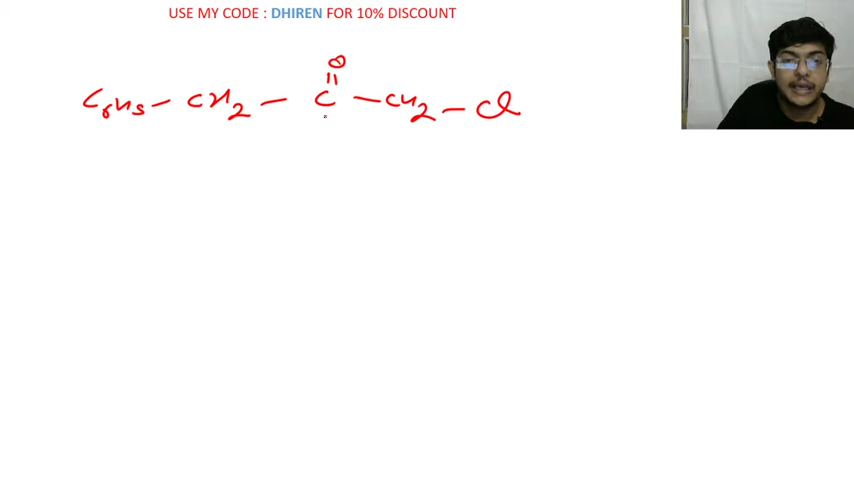 USE MY CODE : DHIREN FOR 10% DISCOUNT
O
||
C6H5 — CH2 — C — CH2 — Cl